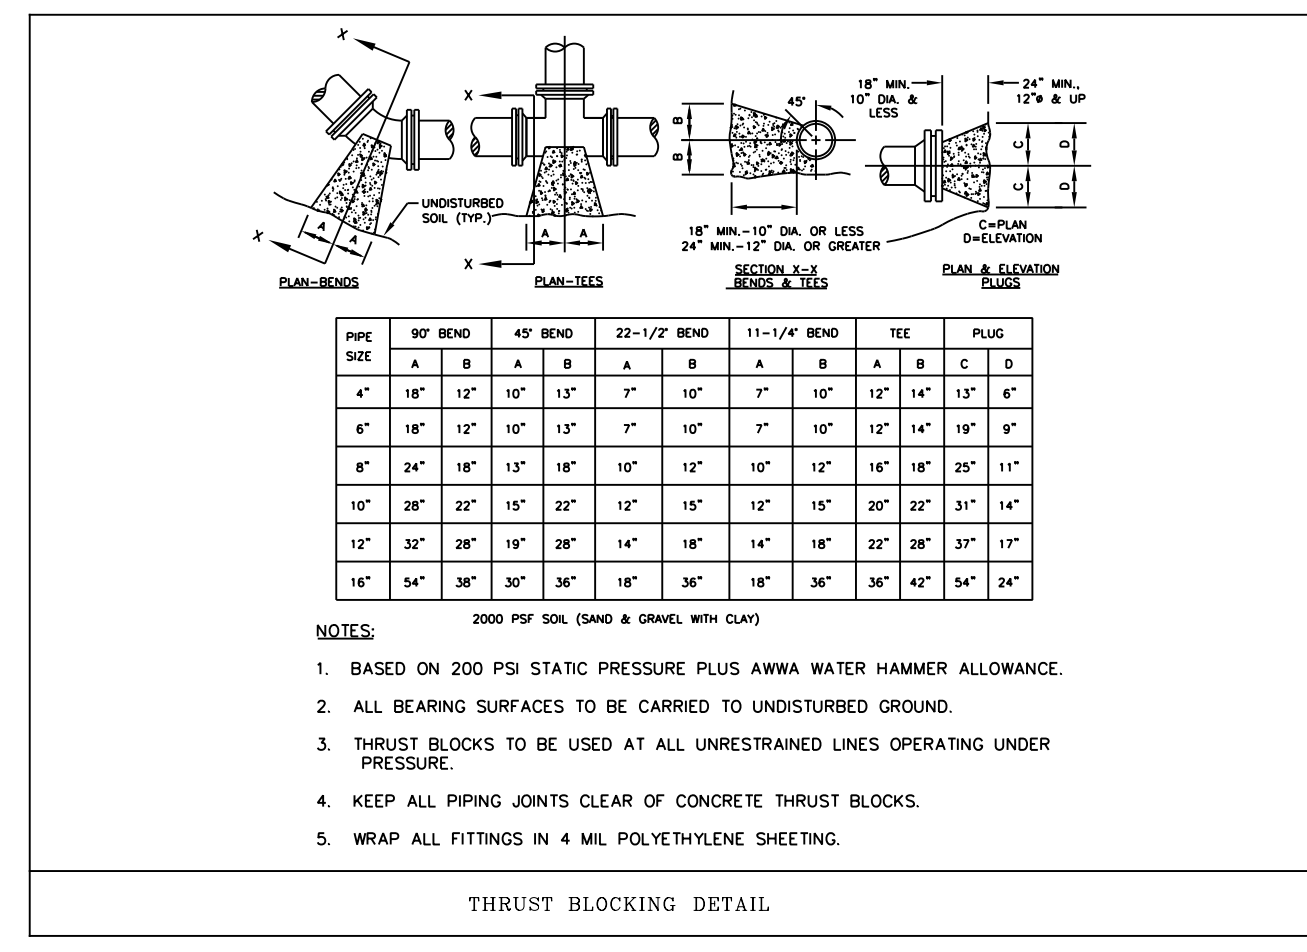 X
X
PLAN-BENDS
A
A
UNDISTURBED
SOIL (TYP.)
X
X
A
A
PLAN-TEES
B
B
45°
18" MIN.-10" DIA. OR LESS
24" MIN.-12" DIA. OR GREATER
SECTION X-X
BENDS & TEES
18" MIN.
10" DIA. &
LESS
24" MIN.,
12"ø & UP
C
D
C
D
C=PLAN
D=ELEVATION
PLAN & ELEVATION
PLUGS
PIPE SIZE 90° BEND 45° BEND 22-1/2° BEND 11-1/4° BEND TEE PLUG
A B A B A B A B A B C D
4" 18" 12" 10" 13" 7" 10" 7" 10" 12" 14" 13" 6"
6" 18" 12" 10" 13" 7" 10" 7" 10" 12" 14" 19" 9"
8" 24" 18" 13" 18" 10" 12" 10" 12" 16" 18" 25" 11"
10" 28" 22" 15" 22" 12" 15" 12" 15" 20" 22" 31" 14"
12" 32" 28" 19" 28" 14" 18" 14" 18" 22" 28" 37" 17"
16" 54" 38" 30" 36" 18" 36" 18" 36" 36" 42" 54" 24"
2000 PSF SOIL (SAND & GRAVEL WITH CLAY)
NOTES:
1. BASED ON 200 PSI STATIC PRESSURE PLUS AWWA WATER HAMMER ALLOWANCE.
2. ALL BEARING SURFACES TO BE CARRIED TO UNDISTURBED GROUND.
3. THRUST BLOCKS TO BE USED AT ALL UNRESTRAINED LINES OPERATING UNDER
PRESSURE.
4. KEEP ALL PIPING JOINTS CLEAR OF CONCRETE THRUST BLOCKS.
5. WRAP ALL FITTINGS IN 4 MIL POLYETHYLENE SHEETING.
THRUST BLOCKING DETAIL